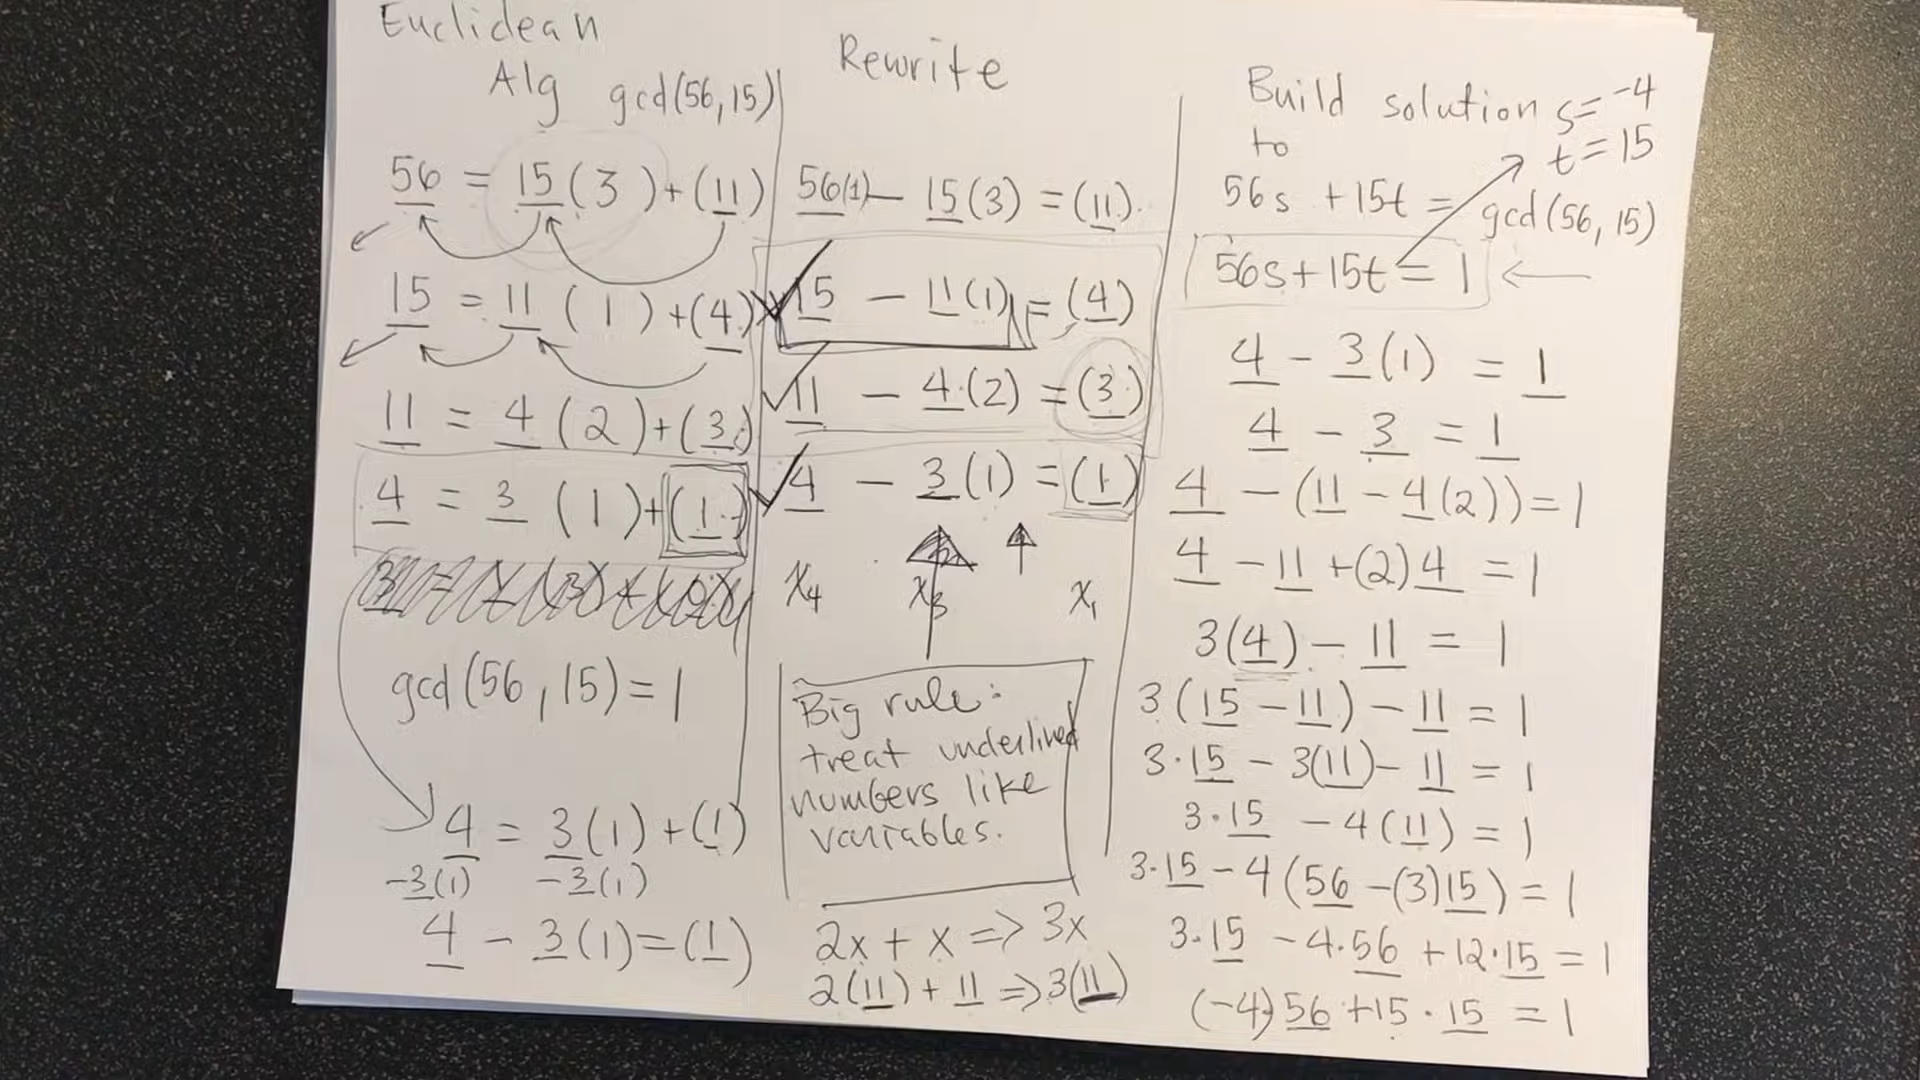 Euclidean
Alg gcd(56,15)
56 = 15(3)+(11)
15 = 11(1)+(4)
11 = 4(2)+(3)
4 = 3(1)+(1)
gcd(56,15)=1
4 = 3(1)+(1)
-3(1) -3(1)
4 - 3(1)=(1)
Rewrite
56(1) - 15(3) = (11)
15 - 11(1) = (4)
11 - 4(2) = (3)
4 - 3(1) = (1)
x₄ x₃ x₁
Big rule:
treat underlined
numbers like
variables.
2x + x => 3x
2(11) + 11 => 3(11)
Build solution
to
s = -4
t = 15
56s + 15t = gcd(56,15)
56s + 15t = 1
4 - 3(1) = 1
4 - 3 = 1
4 - (11 - 4(2)) = 1
4 - 11 + (2)4 = 1
3(4) - 11 = 1
3(15 - 11) - 11 = 1
3·15 - 3(11) - 11 = 1
3·15 - 4(11) = 1
3·15 - 4(56 - (3)15) = 1
3·15 - 4·56 + 12·15 = 1
(-4)56 + 15·15 = 1